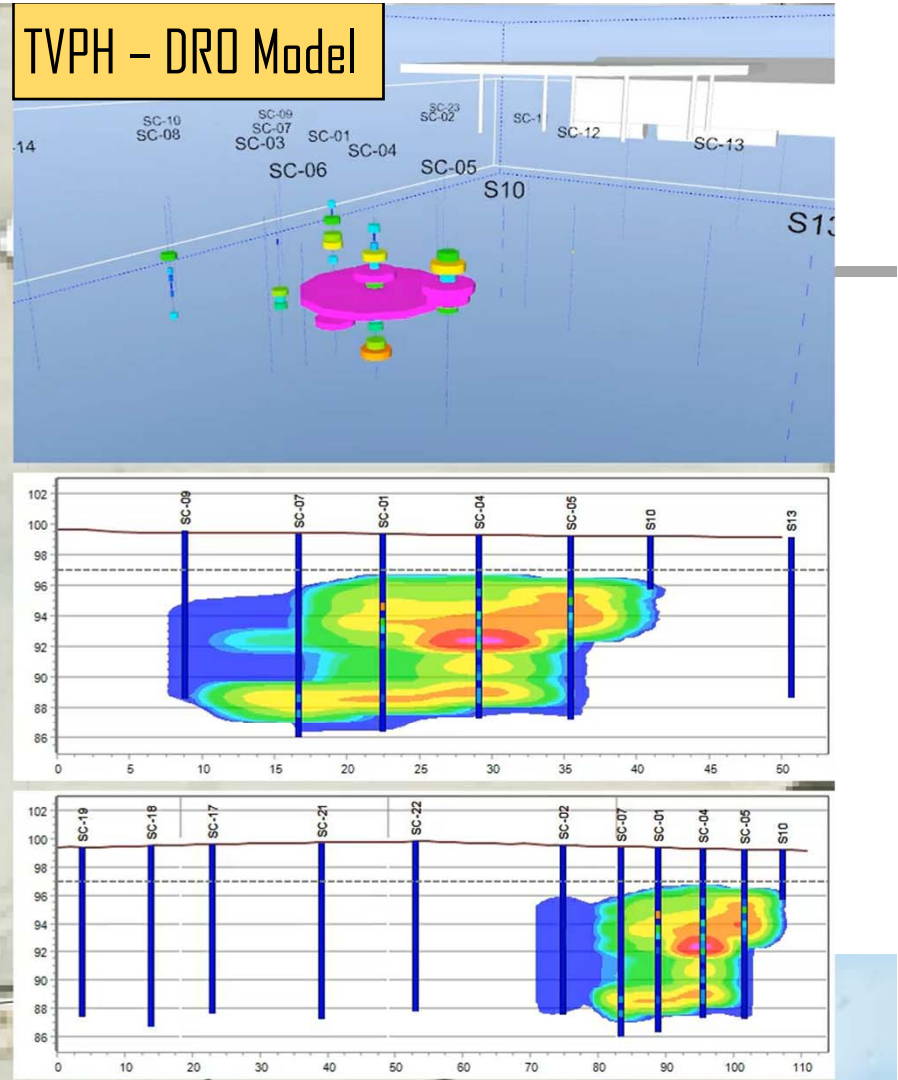 TVPH – DRO Model
SC-10
SC-08
SC-09
SC-07
SC-03
SC-06
SC-01
SC-04
SC-23
SC-02
SC-05
S10
SC-1
SC-12
SC-13
-14
102
100
98
96
94
92
90
88
86
SC-09 SC-07 SC-01 SC-04 SC-05 S10 S13
0 5 10 15 20 25 30 35 40 45 50
102
100
98
96
94
92
90
88
86
SC-19 SC-18 SC-17 SC-21 SC-22 SC-02 SC-07 SC-01 SC-04 SC-05 S10
0 10 20 30 40 50 60 70 80 90 100 110